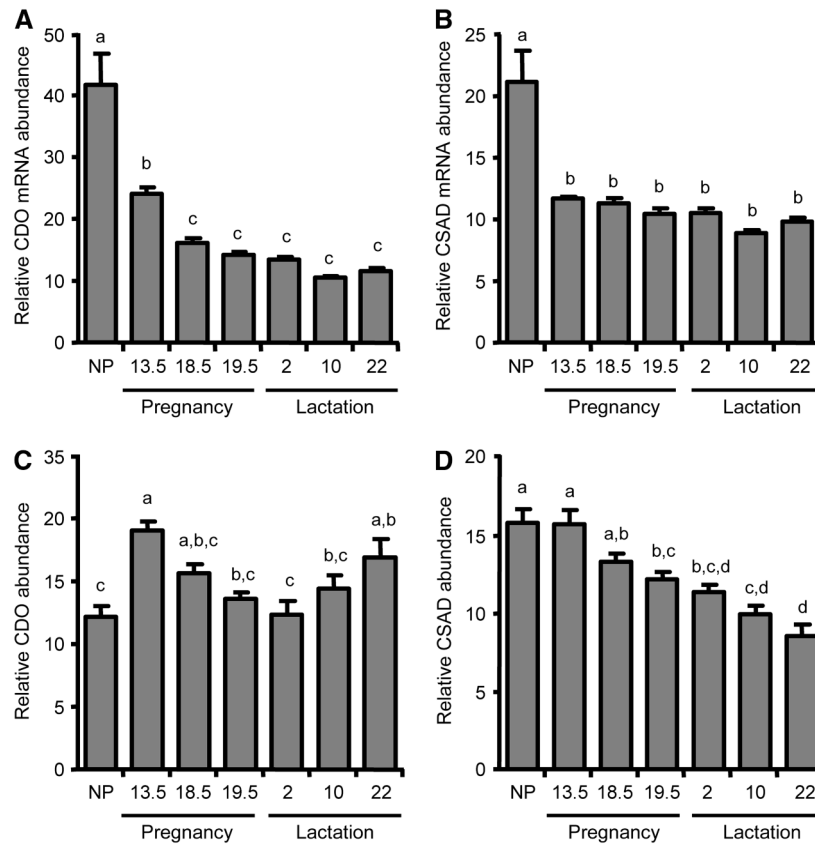 A
Relative CDO mRNA abundance
50
40
30
20
10
0
a
b
c
c
c
c
c
NP 13.5 18.5 19.5 2 10 22
Pregnancy Lactation
B
Relative CSAD mRNA abundance
25
20
15
10
5
0
a
b
b
b
b
b
b
NP 13.5 18.5 19.5 2 10 22
Pregnancy Lactation
C
Relative CDO abundance
35
20
15
10
5
0
c
a
a,b,c
b,c
c
b,c
a,b
NP 13.5 18.5 19.5 2 10 22
Pregnancy Lactation
D
Relative CSAD abundance
20
15
10
5
0
a
a
a,b
b,c
b,c,d
c,d
d
NP 13.5 18.5 19.5 2 10 22
Pregnancy Lactation